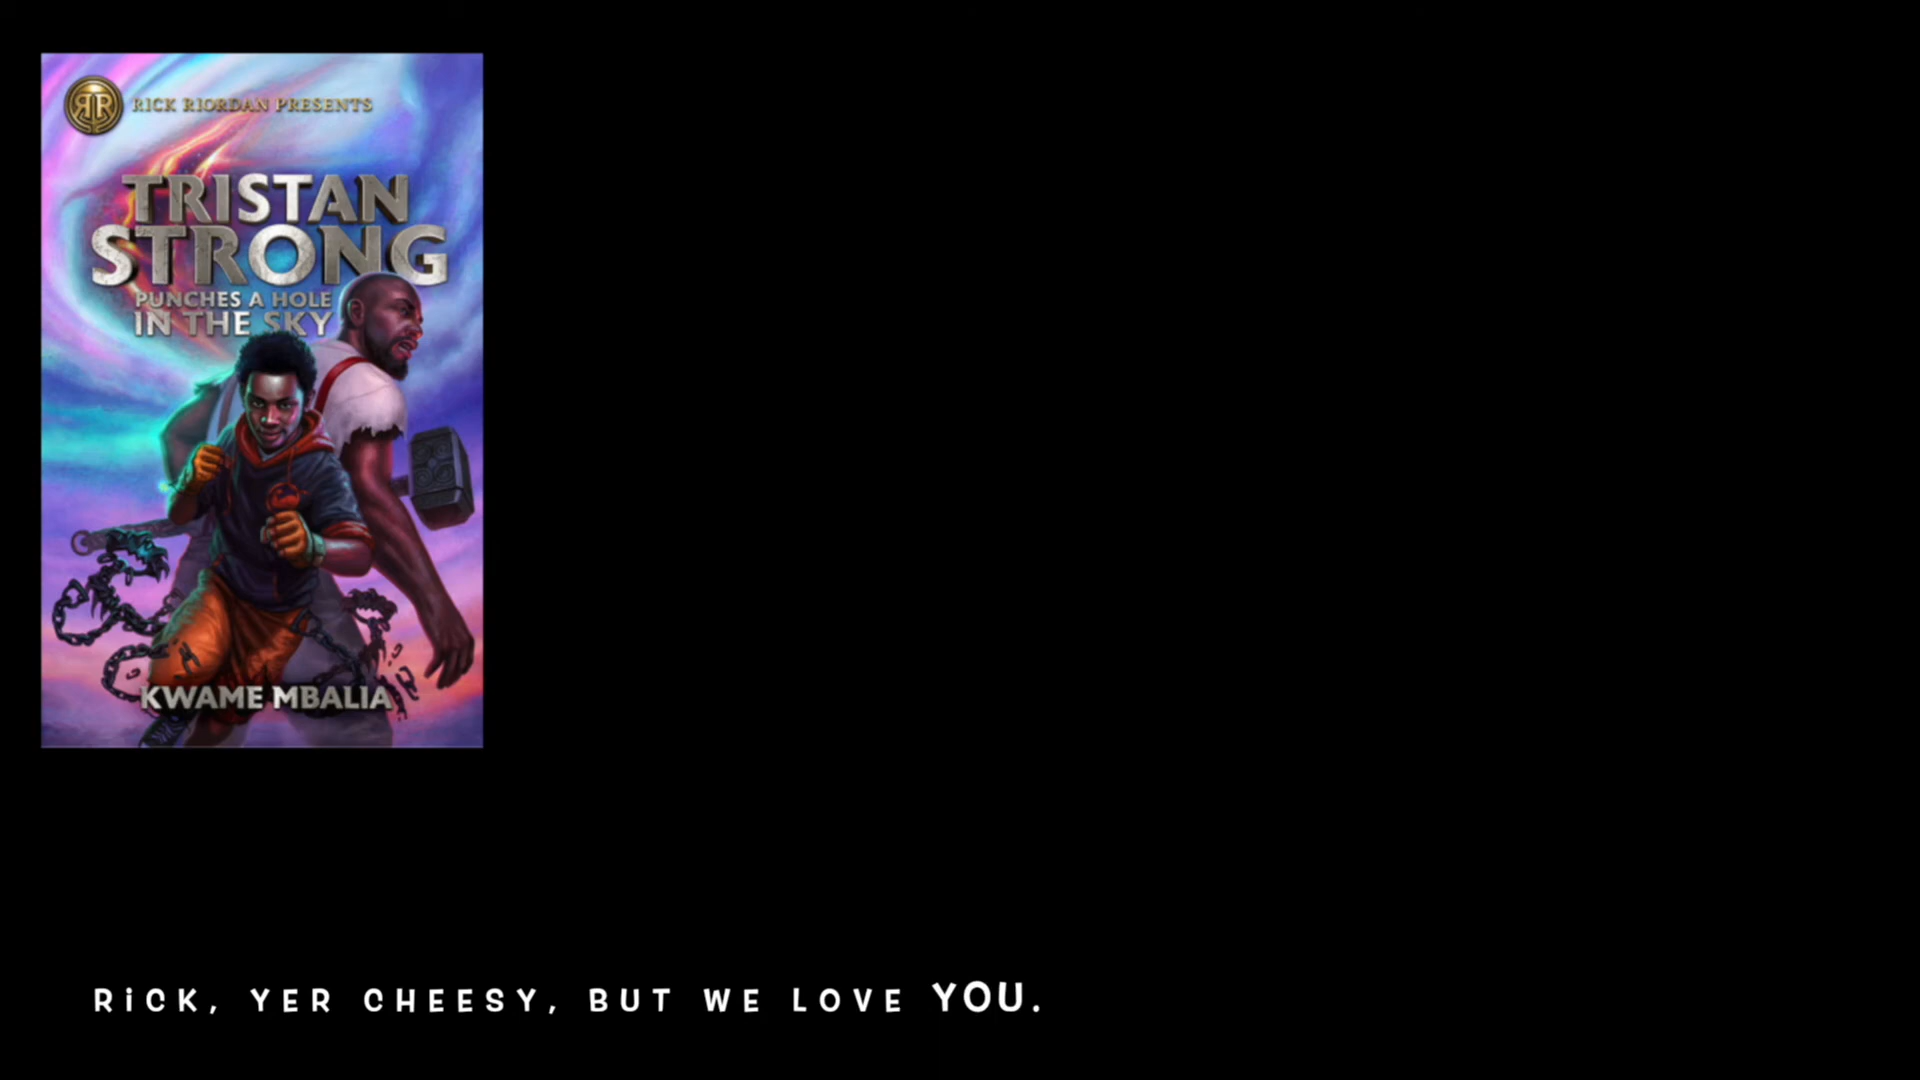 RR RICK RIORDAN PRESENTS
TRISTAN
STRONG
PUNCHES A HOLE
IN THE SKY
KWAME MBALIA
RiCK, YER CHEESY, BUT WE LOVE YOU.